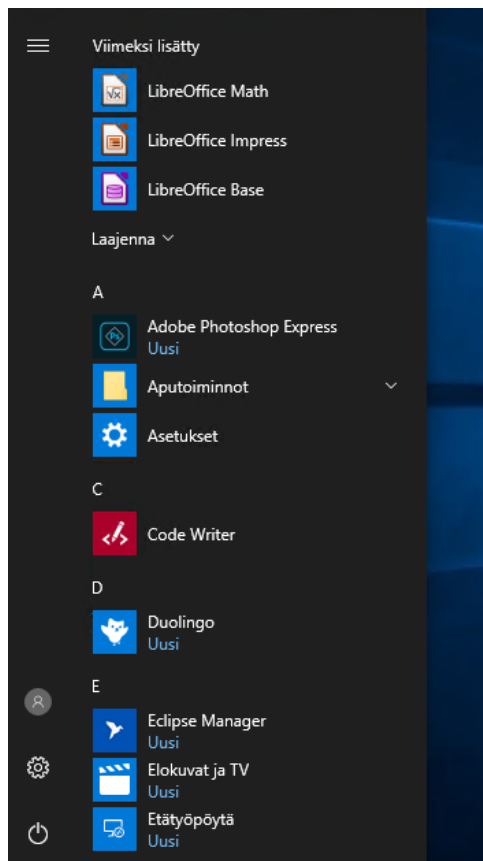 Viimeksi lisätty
LibreOffice Math
LibreOffice Impress
LibreOffice Base
Laajenna
A
Adobe Photoshop Express
Uusi
Aputoiminnot
Asetukset
C
Code Writer
D
Duolingo
Uusi
E
Eclipse Manager
Uusi
Elokuvat ja TV
Uusi
Etätyöpöytä
Uusi